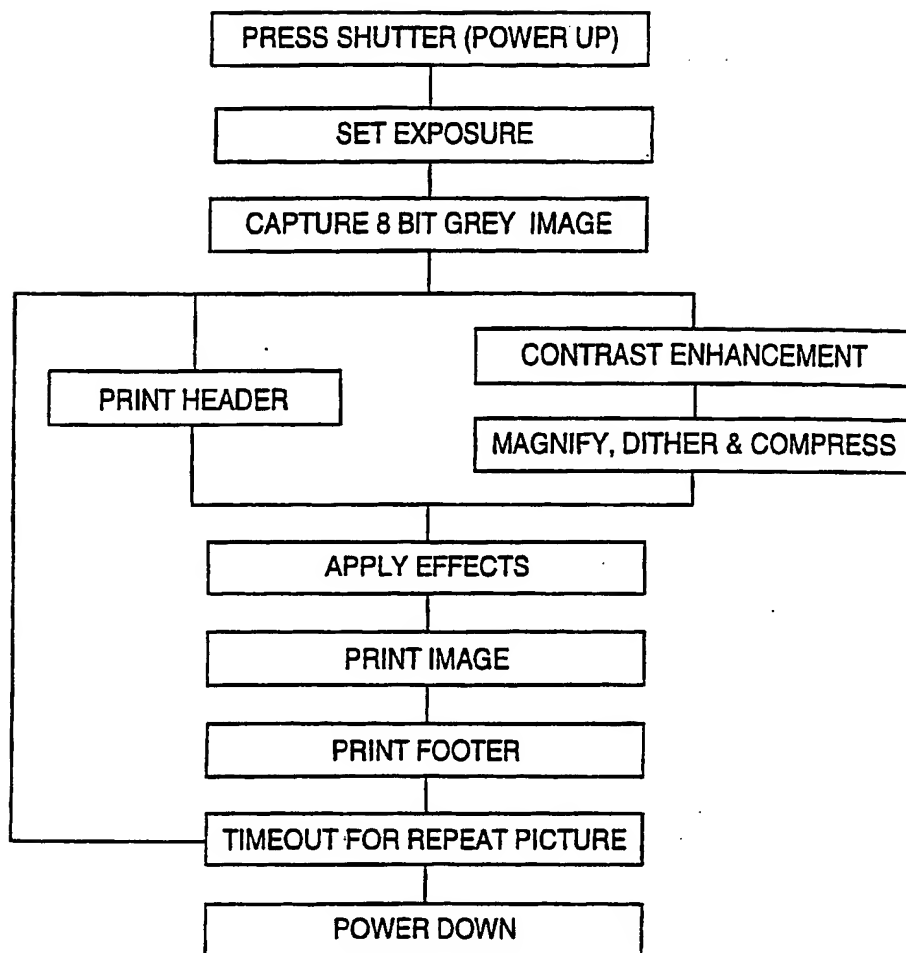 PRESS SHUTTER (POWER UP)
SET EXPOSURE
CAPTURE 8 BIT GREY IMAGE
CONTRAST ENHANCEMENT
PRINT HEADER
MAGNIFY, DITHER & COMPRESS
APPLY EFFECTS
PRINT IMAGE
PRINT FOOTER
TIMEOUT FOR REPEAT PICTURE
POWER DOWN